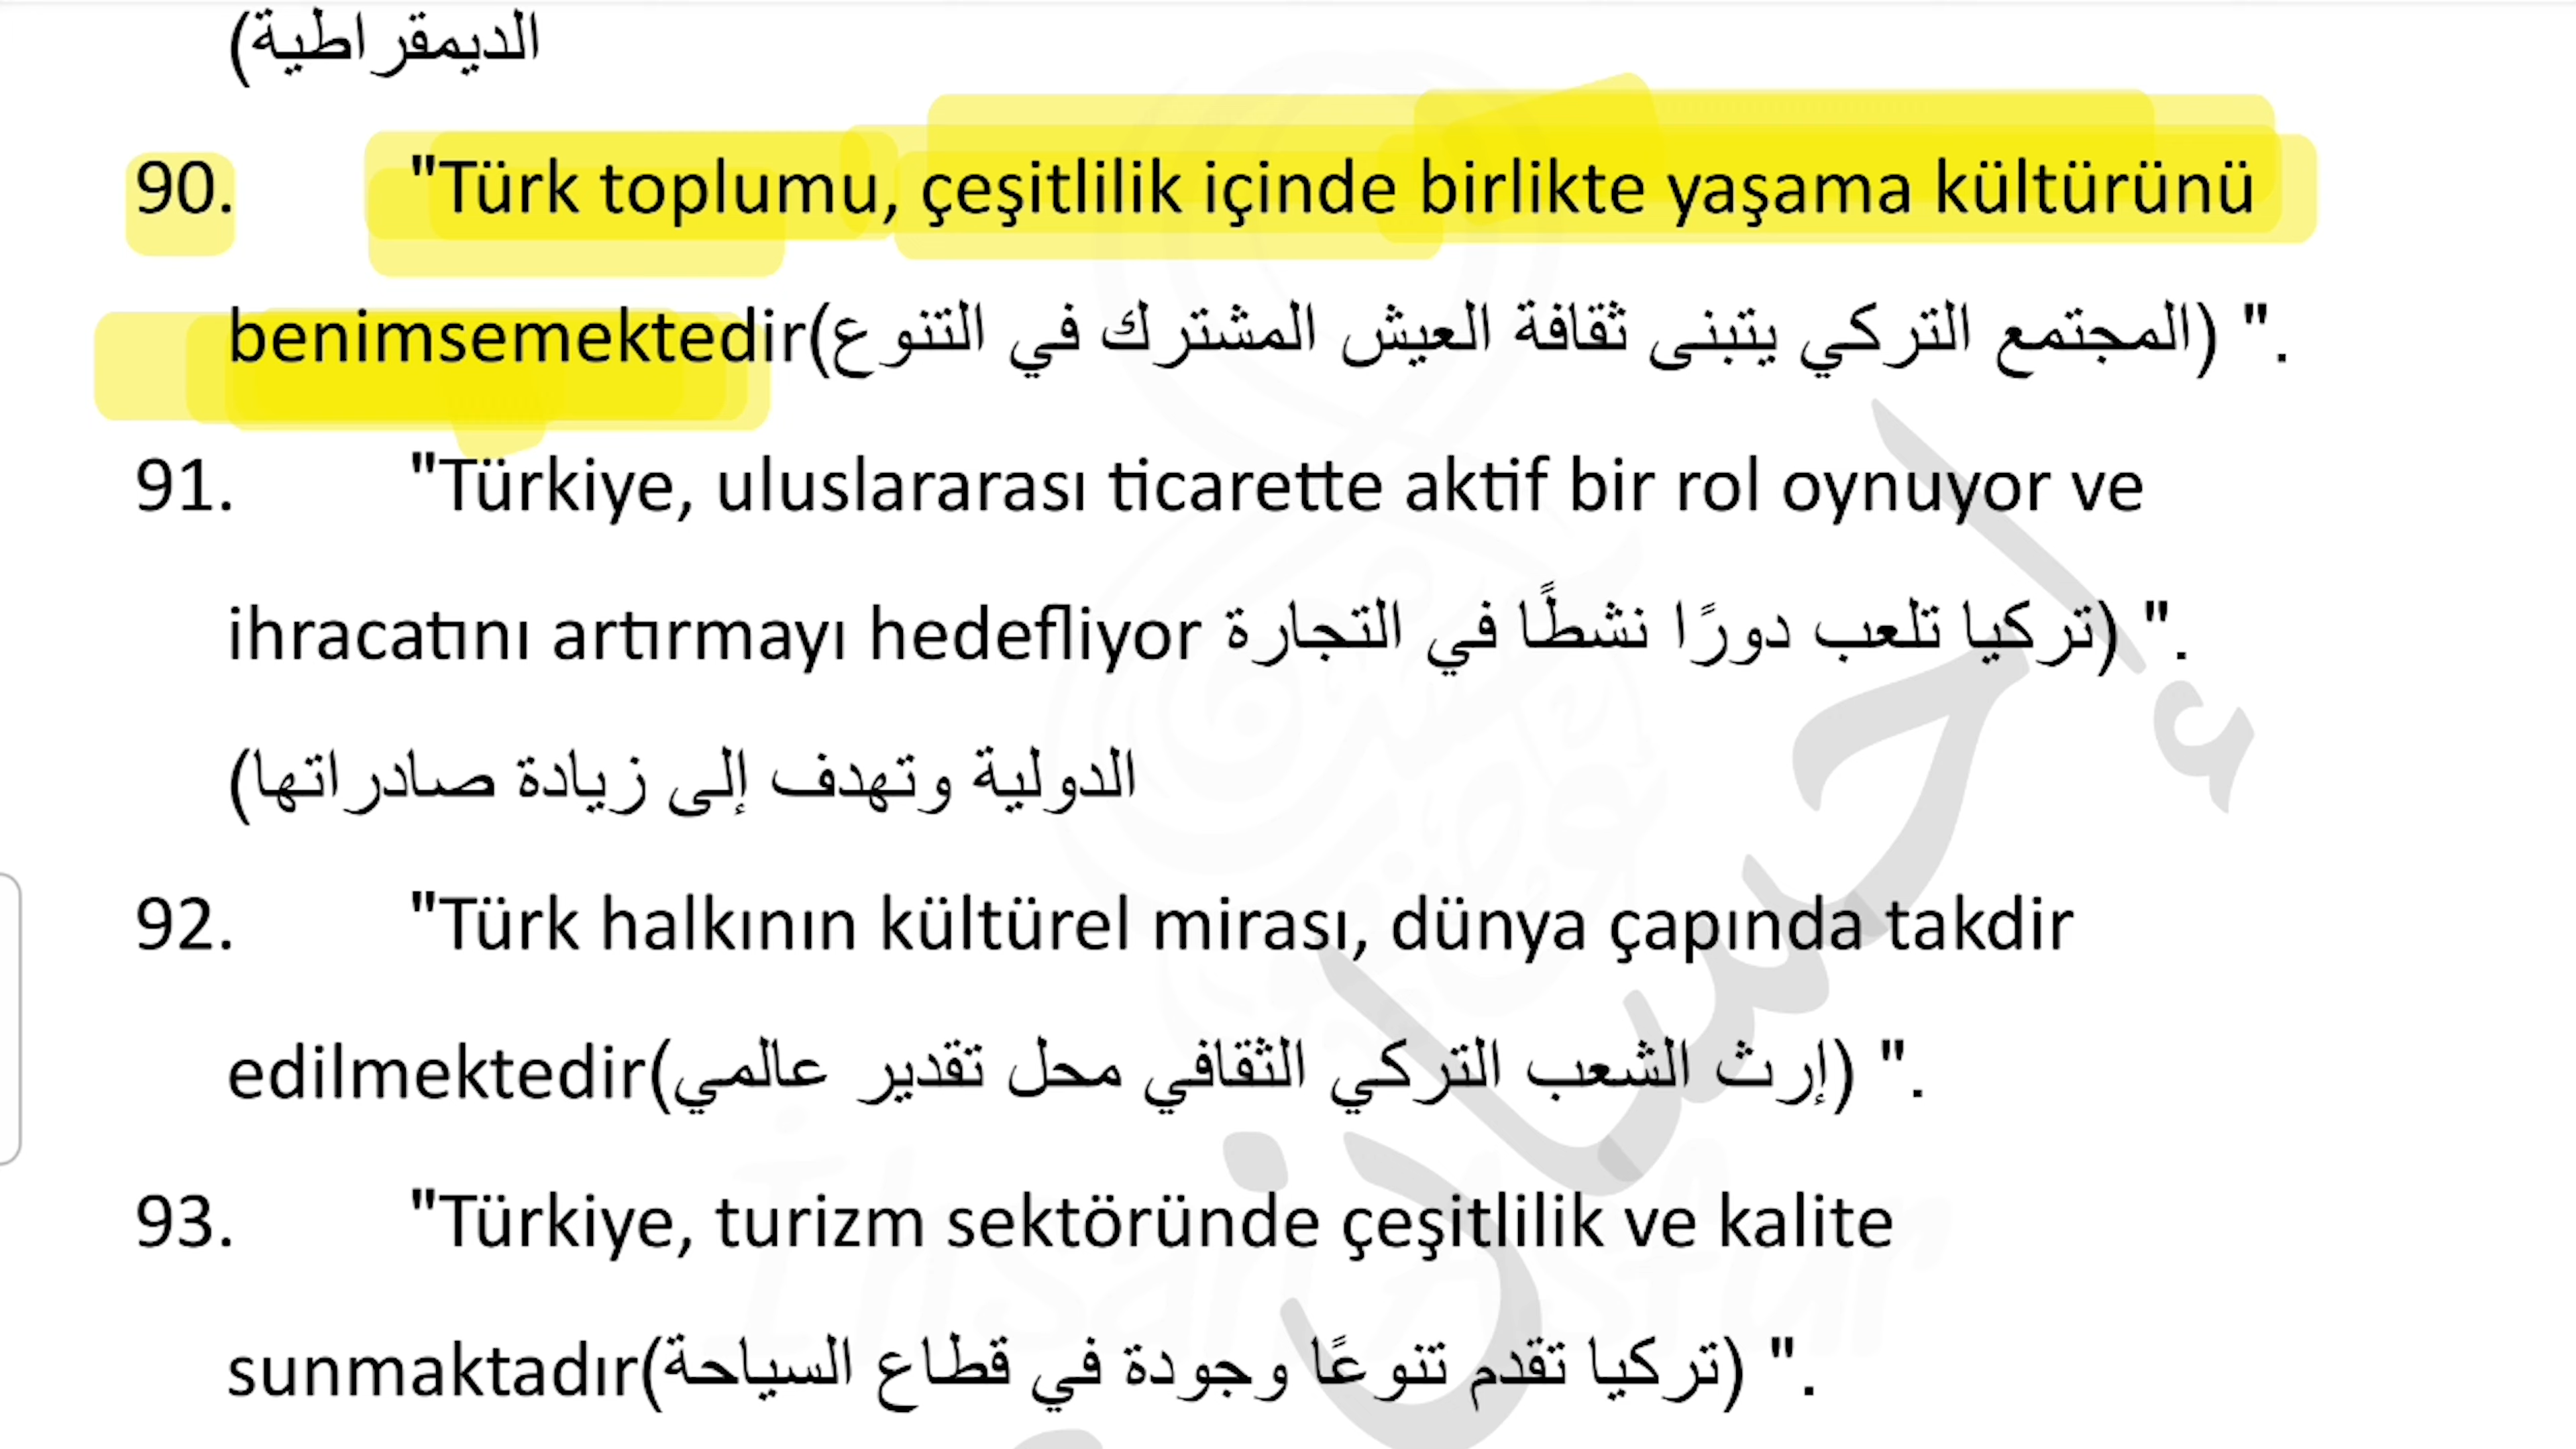 الديمقراطية)
90. "Türk toplumu, çeşitlilik içinde birlikte yaşama kültürünü
benimsemektedir(المجتمع التركي يتبنى ثقافة العيش المشترك في التنوع) ".
91. "Türkiye, uluslararası ticarette aktif bir rol oynuyor ve
ihracatını artırmayı hedefliyor (تركيا تلعب دورًا نشطًا في التجارة ".
الدولية وتهدف إلى زيادة صادراتها)
92. "Türk halkının kültürel mirası, dünya çapında takdir
edilmektedir(إرث الشعب التركي الثقافي محل تقدير عالمي) ".
93. "Türkiye, turizm sektöründe çeşitlilik ve kalite
sunmaktadır(تركيا تقدم تنوعًا وجودة في قطاع السياحة) ".
إحسان